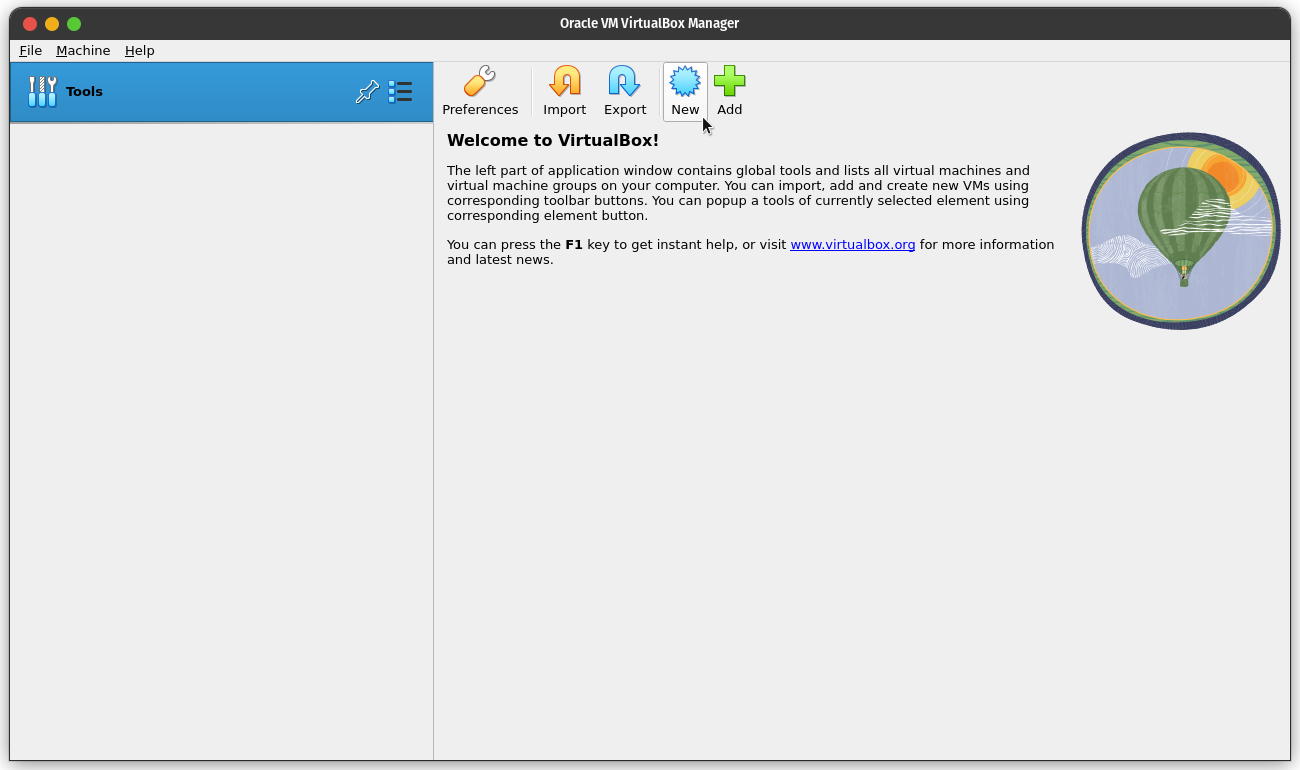 Oracle VM VirtualBox Manager
File Machine Help
Tools
Preferences Import Export New Add
Welcome to VirtualBox!
The left part of application window contains global tools and lists all virtual machines and
virtual machine groups on your computer. You can import, add and create new VMs using
corresponding toolbar buttons. You can popup a tools of currently selected element using
corresponding element button.
You can press the F1 key to get instant help, or visit www.virtualbox.org for more information
and latest news.